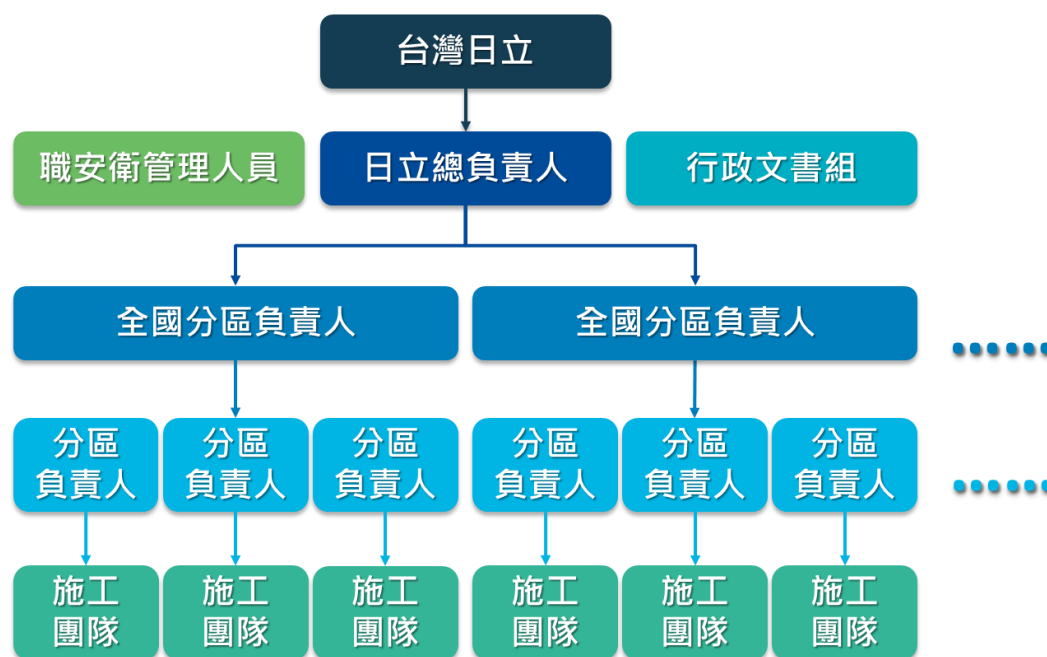 台灣日立
職安衛管理人員
日立總負責人
行政文書組
全國分區負責人
全國分區負責人
分區
負責人
分區
負責人
分區
負責人
分區
負責人
分區
負責人
分區
負責人
施工
團隊
施工
團隊
施工
團隊
施工
團隊
施工
團隊
施工
團隊